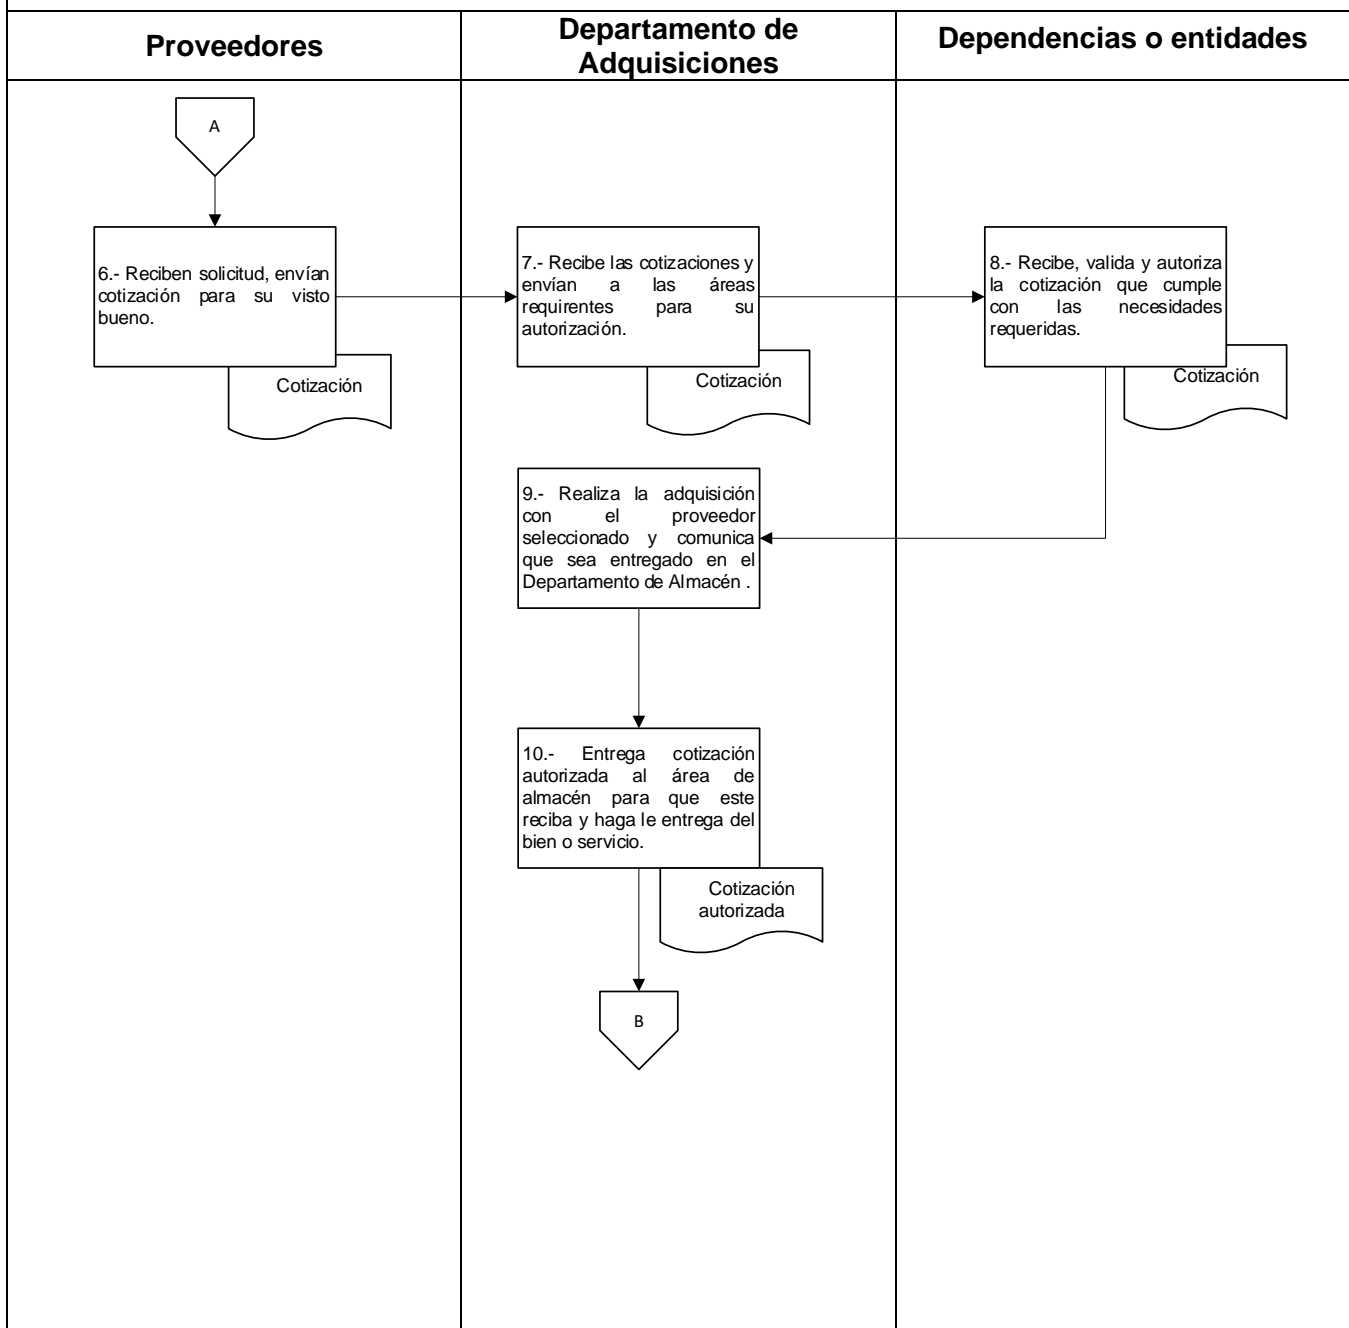 Proveedores
Departamento de
Adquisiciones
Dependencias o entidades
A
6.- Reciben solicitud, envían
cotización para su visto
bueno.
Cotización
7.- Recibe las cotizaciones y
envían a las áreas
requirentes para su
autorización.
Cotización
8.- Recibe, valida y autoriza
la cotización que cumple
con las necesidades
requeridas.
Cotización
9.- Realiza la adquisición
con el proveedor
seleccionado y comunica
que sea entregado en el
Departamento de Almacén .
10.- Entrega cotización
autorizada al área de
almacén para que este
reciba y haga le entrega del
bien o servicio.
Cotización
autorizada
B